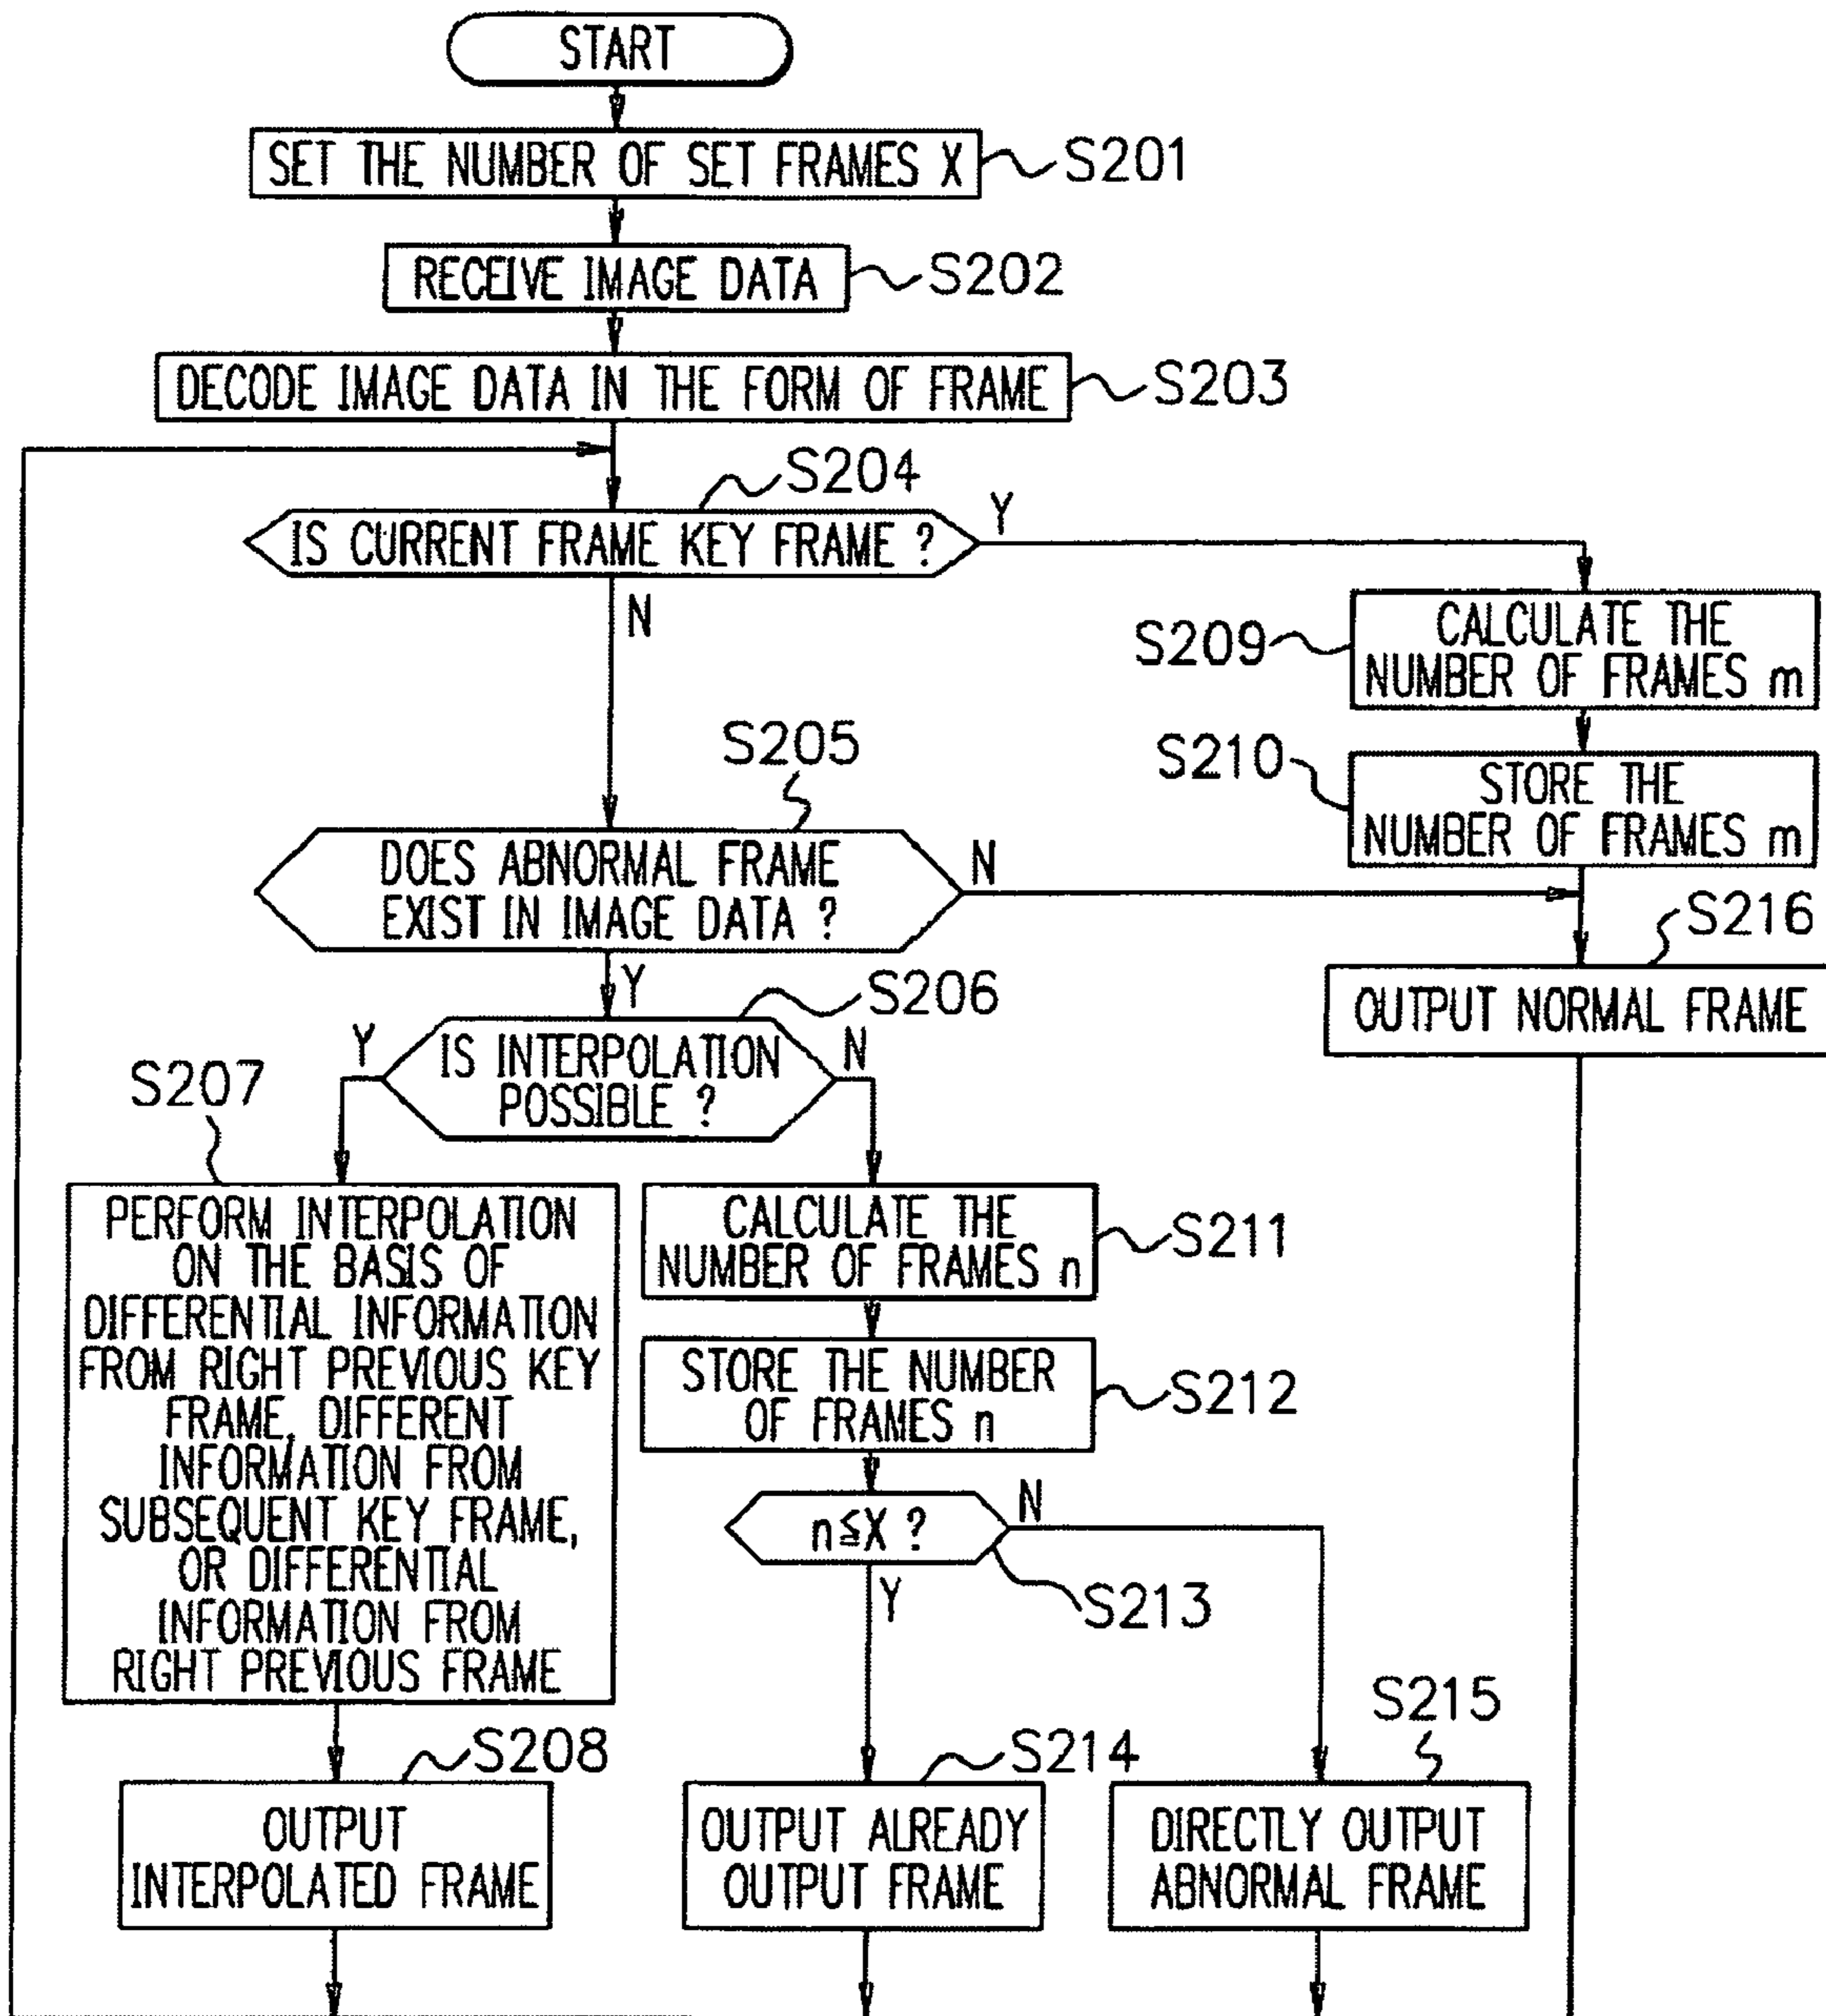 START
SET THE NUMBER OF SET FRAMES X
S201
RECEIVE IMAGE DATA
S202
DECODE IMAGE DATA IN THE FORM OF FRAME
S203
S204
IS CURRENT FRAME KEY FRAME ?
Y
N
S209
CALCULATE THE
NUMBER OF FRAMES m
S210
STORE THE
NUMBER OF FRAMES m
S205
DOES ABNORMAL FRAME
EXIST IN IMAGE DATA ?
N
Y
S216
OUTPUT NORMAL FRAME
S206
IS INTERPOLATION
POSSIBLE ?
Y
N
S207
PERFORM INTERPOLATION
ON THE BASIS OF
DIFFERENTIAL INFORMATION
FROM RIGHT PREVIOUS KEY
FRAME, DIFFERENT
INFORMATION FROM
SUBSEQUENT KEY FRAME,
OR DIFFERENTIAL
INFORMATION FROM
RIGHT PREVIOUS FRAME
CALCULATE THE
NUMBER OF FRAMES n
S211
STORE THE NUMBER
OF FRAMES n
S212
n≦X ?
N
Y
S213
S208
OUTPUT
INTERPOLATED FRAME
S214
OUTPUT ALREADY
OUTPUT FRAME
S215
DIRECTLY OUTPUT
ABNORMAL FRAME